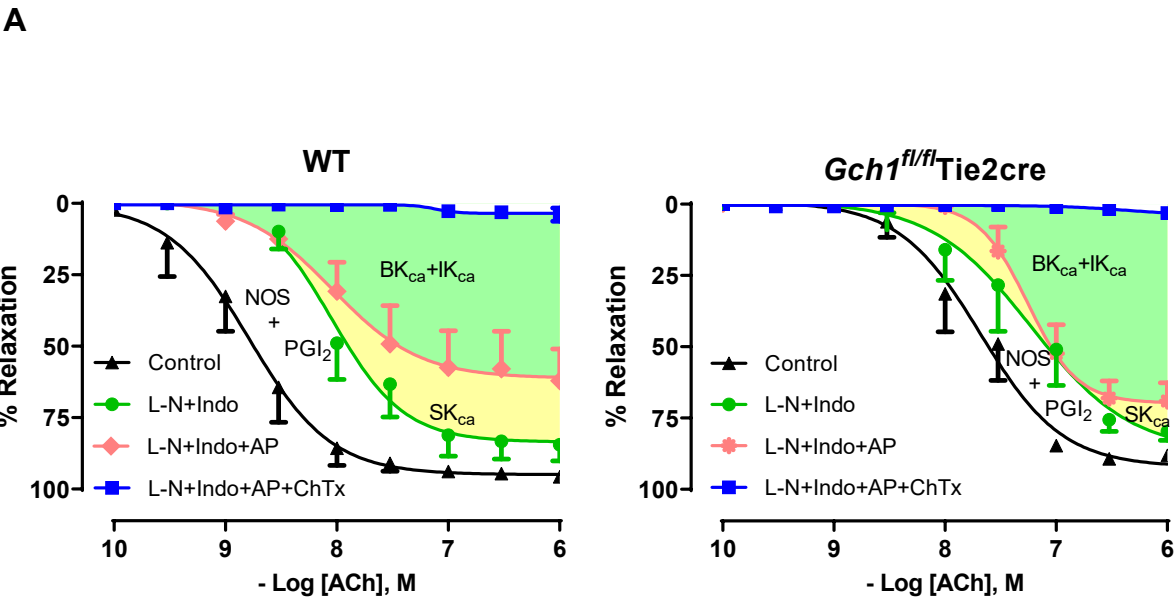 A
WT
% Relaxation
0
25
50
75
100
NOS
+
PGI2
BKca+IKca
SKca
Control
L-N+Indo
L-N+Indo+AP
L-N+Indo+AP+ChTx
10 9 8 7 6
- Log [ACh], M
Gch1fl/flTie2cre
% Relaxation
0
25
50
75
100
BKca+IKca
NOS
+
PGI2
SKca
Control
L-N+Indo
L-N+Indo+AP
L-N+Indo+AP+ChTx
10 9 8 7 6
- Log [ACh], M